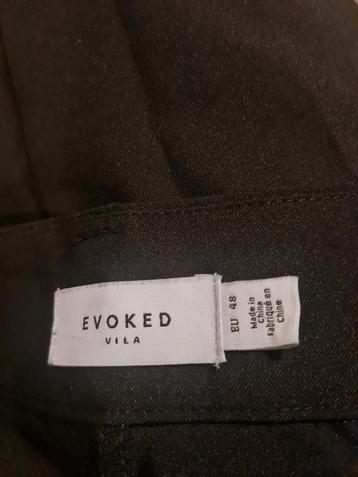 EVOKED
VILA
EU 48
Made in
China
Fabriqué en
Chine